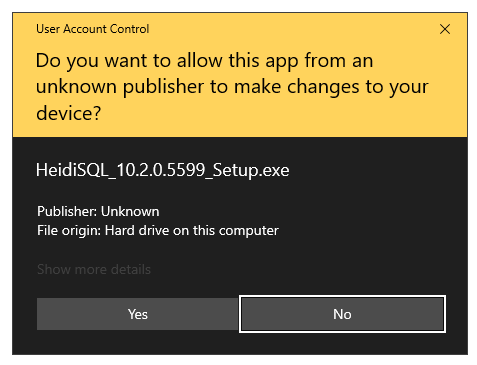 User Account Control
Do you want to allow this app from an
unknown publisher to make changes to your
device?
HeidiSQL_10.2.0.5599_Setup.exe
Publisher: Unknown
File origin: Hard drive on this computer
Show more details
Yes
No